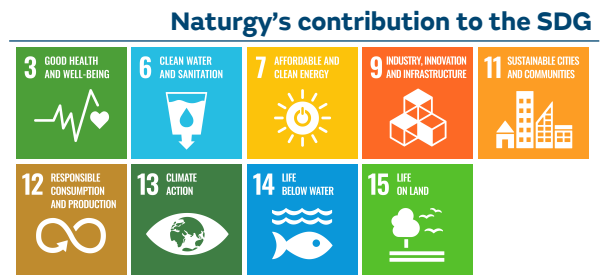 Naturgy’s contribution to the SDG
3 GOOD HEALTH
AND WELL-BEING
6 CLEAN WATER
AND SANITATION
7 AFFORDABLE AND
CLEAN ENERGY
9 INDUSTRY, INNOVATION
AND INFRASTRUCTURE
11 SUSTAINABLE CITIES
AND COMMUNITIES
12 RESPONSIBLE
CONSUMPTION
AND PRODUCTION
13 CLIMATE
ACTION
14 LIFE
BELOW WATER
15 LIFE
ON LAND